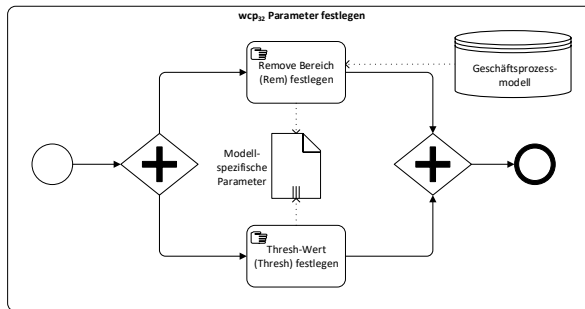 wcp₃₂ Parameter festlegen
Remove Bereich
(Rem) festlegen
Geschäftsprozess-
modell
Modell-
spezifische
Parameter
Thresh-Wert
(Thresh) festlegen